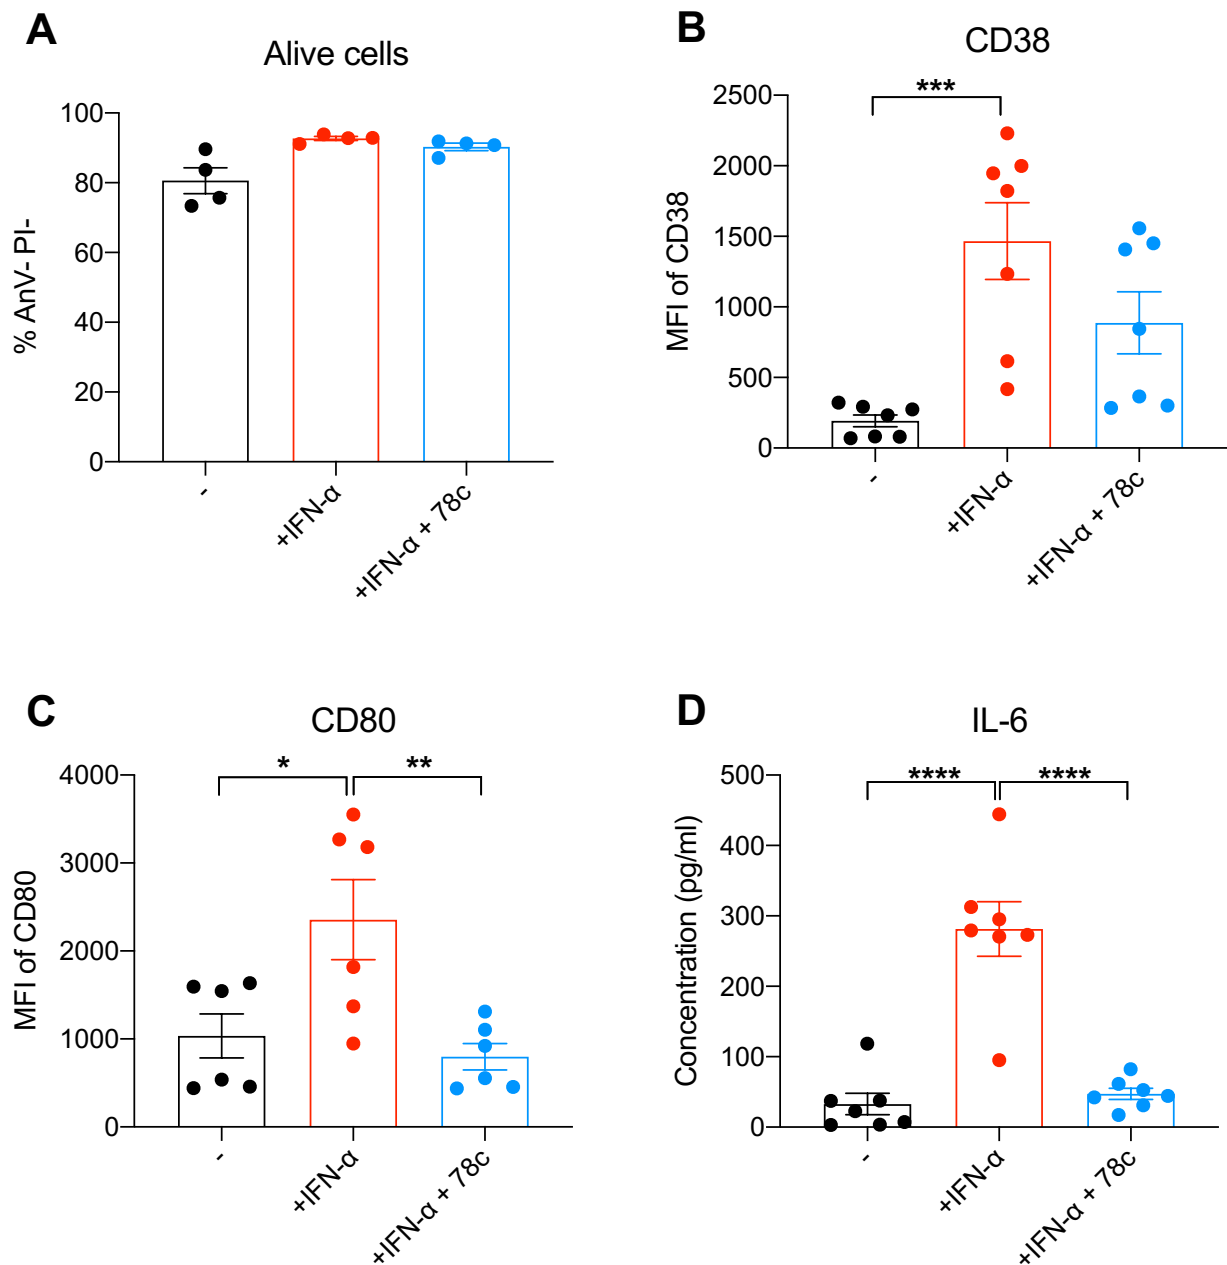 A
Alive cells
% AnV- PI-
100
80
60
40
20
0
-
+IFN-α
+IFN-α + 78c
B
CD38
***
MFI of CD38
2500
2000
1500
1000
500
0
-
+IFN-α
+IFN-α + 78c
C
CD80
*
**
MFI of CD80
4000
3000
2000
1000
0
-
+IFN-α
+IFN-α + 78c
D
IL-6
****
****
Concentration (pg/ml)
500
400
300
200
100
0
-
+IFN-α
+IFN-α + 78c